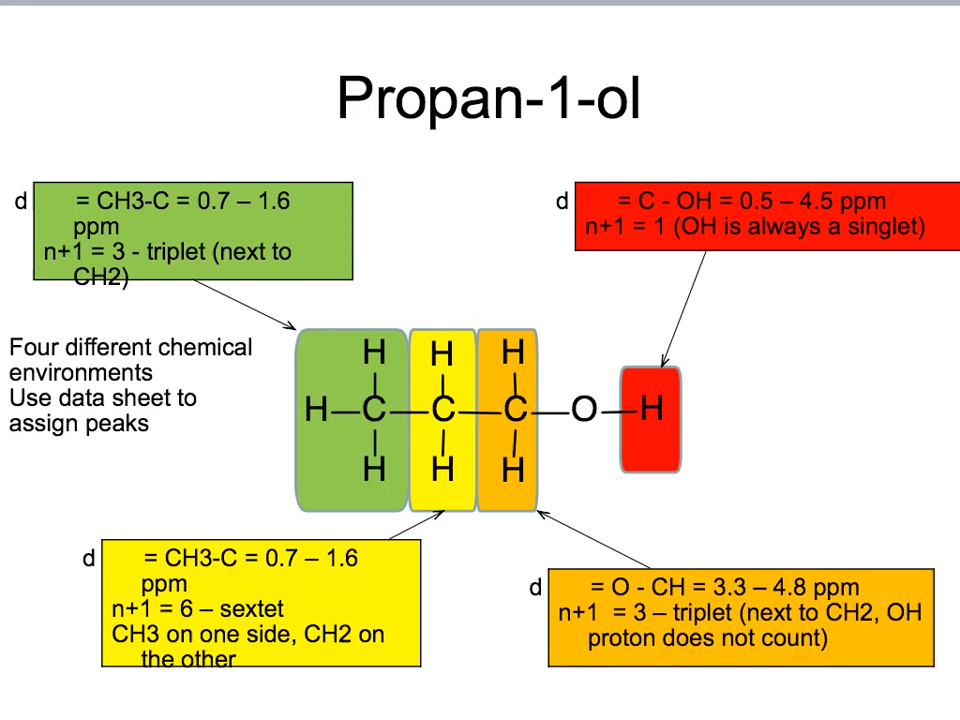 Propan-1-ol
d = CH3-C = 0.7 – 1.6
ppm
n+1 = 3 - triplet (next to
CH2)
d = C - OH = 0.5 – 4.5 ppm
n+1 = 1 (OH is always a singlet)
Four different chemical
environments
Use data sheet to
assign peaks
H H H
H C C C O H
H H H
d = CH3-C = 0.7 – 1.6
ppm
n+1 = 6 – sextet
CH3 on one side, CH2 on
the other
d = O - CH = 3.3 – 4.8 ppm
n+1 = 3 – triplet (next to CH2, OH
proton does not count)